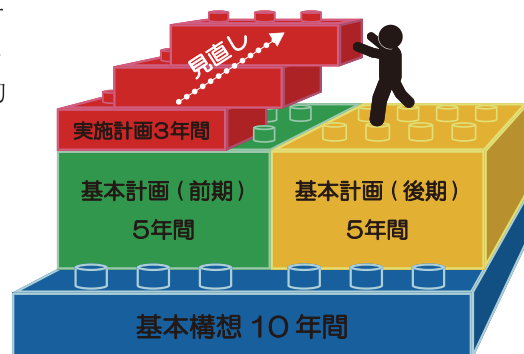 見直し
実施計画3年間
基本計画(前期)
5年間
基本計画(後期)
5年間
基本構想 10 年間